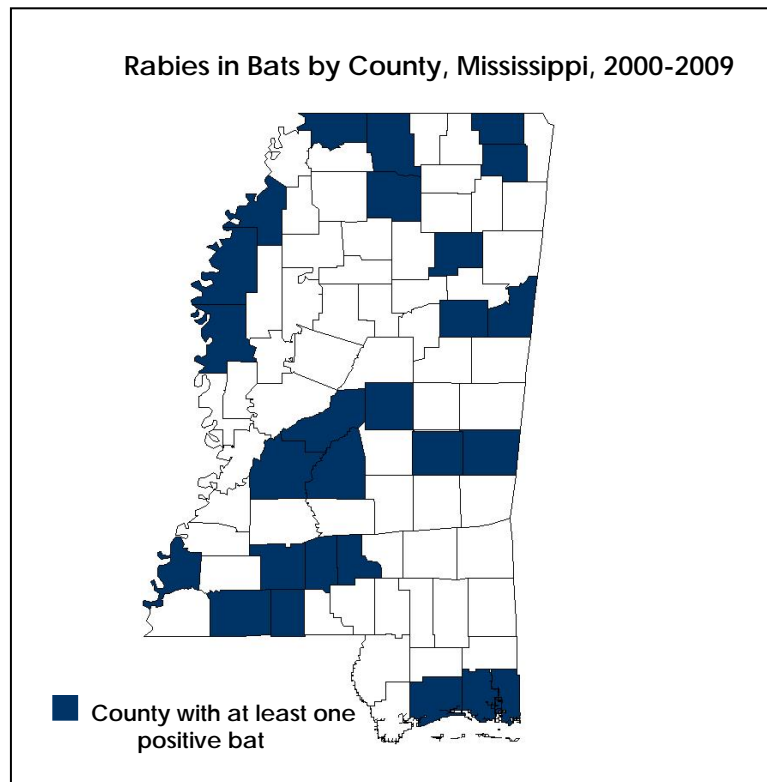 Rabies in Bats by County, Mississippi, 2000-2009
County with at least one
positive bat